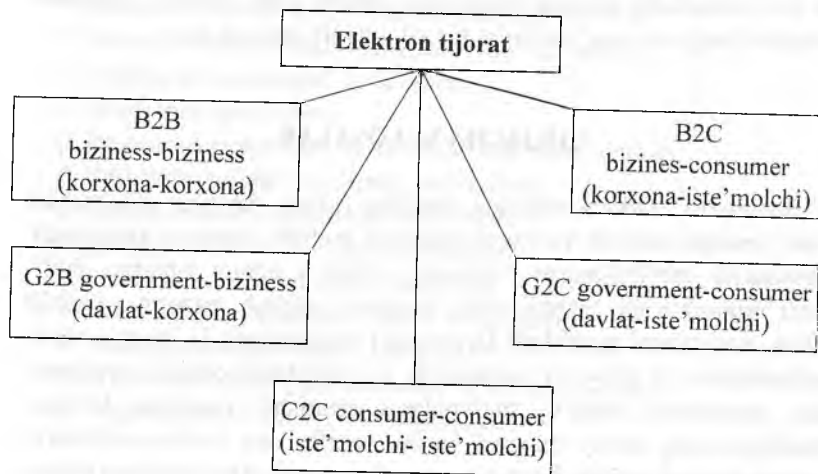 Elektron tijorat
B2B
biziness-biziness
(korxona-korxona)
B2C
bizines-consumer
(korxona-iste’molchi)
G2B government-biziness
(davlat-korxona)
G2C government-consumer
(davlat-iste’molchi)
C2C consumer-consumer
(iste’molchi- iste’molchi)